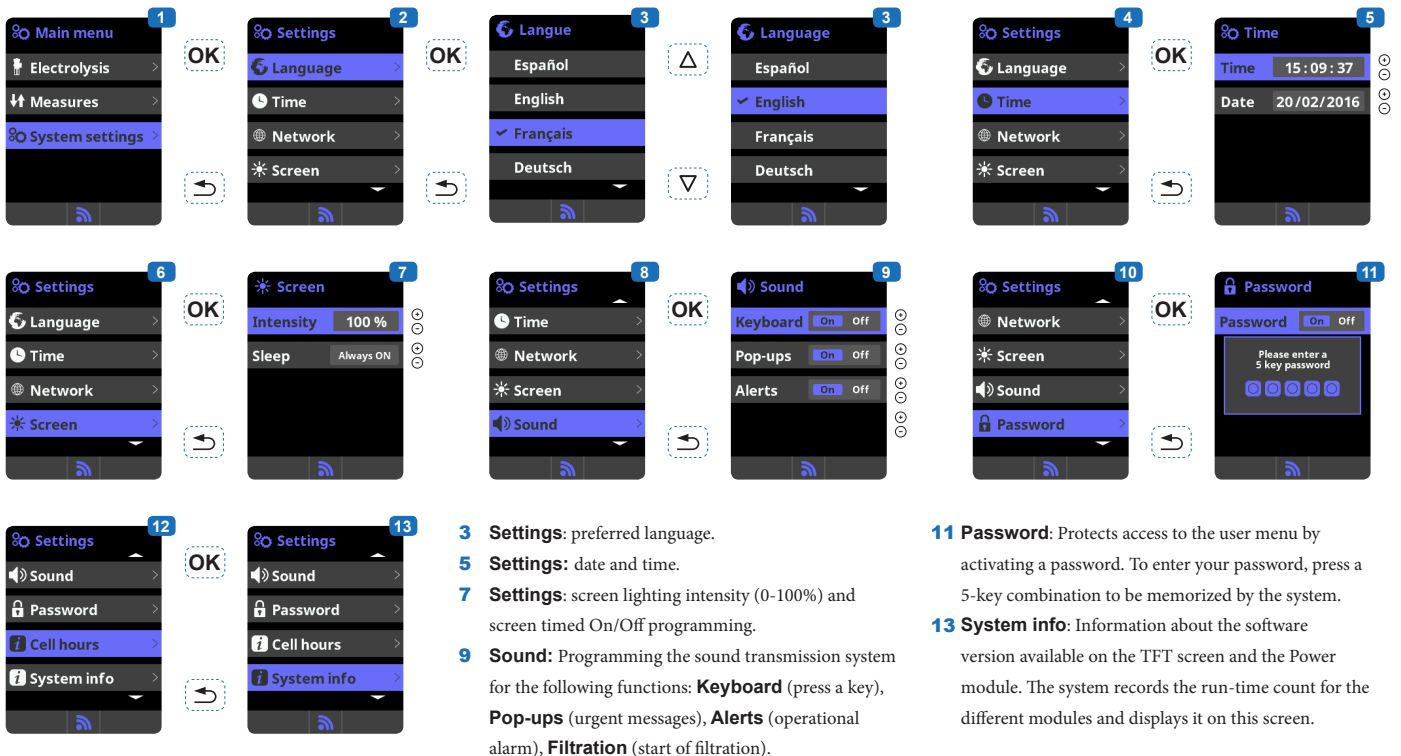 1
Main menu
Electrolysis
Measures
System settings
OK
2
Settings
Language
Time
Network
Screen
OK
3
Langue
Español
English
Français
Deutsch
3
Language
Español
English
Français
Deutsch
4
Settings
Language
Time
Network
Screen
OK
5
Time
Time 15:09:37
Date 20/02/2016
6
Settings
Language
Time
Network
Screen
OK
7
Screen
Intensity 100 %
Sleep Always ON
8
Settings
Time
Network
Screen
Sound
OK
9
Sound
Keyboard On Off
Pop-ups On Off
Alerts On Off
10
Settings
Network
Screen
Sound
Password
OK
11
Password
Password On Off
Please enter a
5 key password
12
Settings
Sound
Password
Cell hours
System info
OK
13
Settings
Sound
Password
Cell hours
System info
3 Settings: preferred language.
5 Settings: date and time.
7 Settings: screen lighting intensity (0-100%) and
screen timed On/Off programming.
9 Sound: Programming the sound transmission system
for the following functions: Keyboard (press a key),
Pop-ups (urgent messages), Alerts (operational
alarm), Filtration (start of filtration).
11 Password: Protects access to the user menu by
activating a password. To enter your password, press a
5-key combination to be memorized by the system.
13 System info: Information about the software
version available on the TFT screen and the Power
module. The system records the run-time count for the
different modules and displays it on this screen.